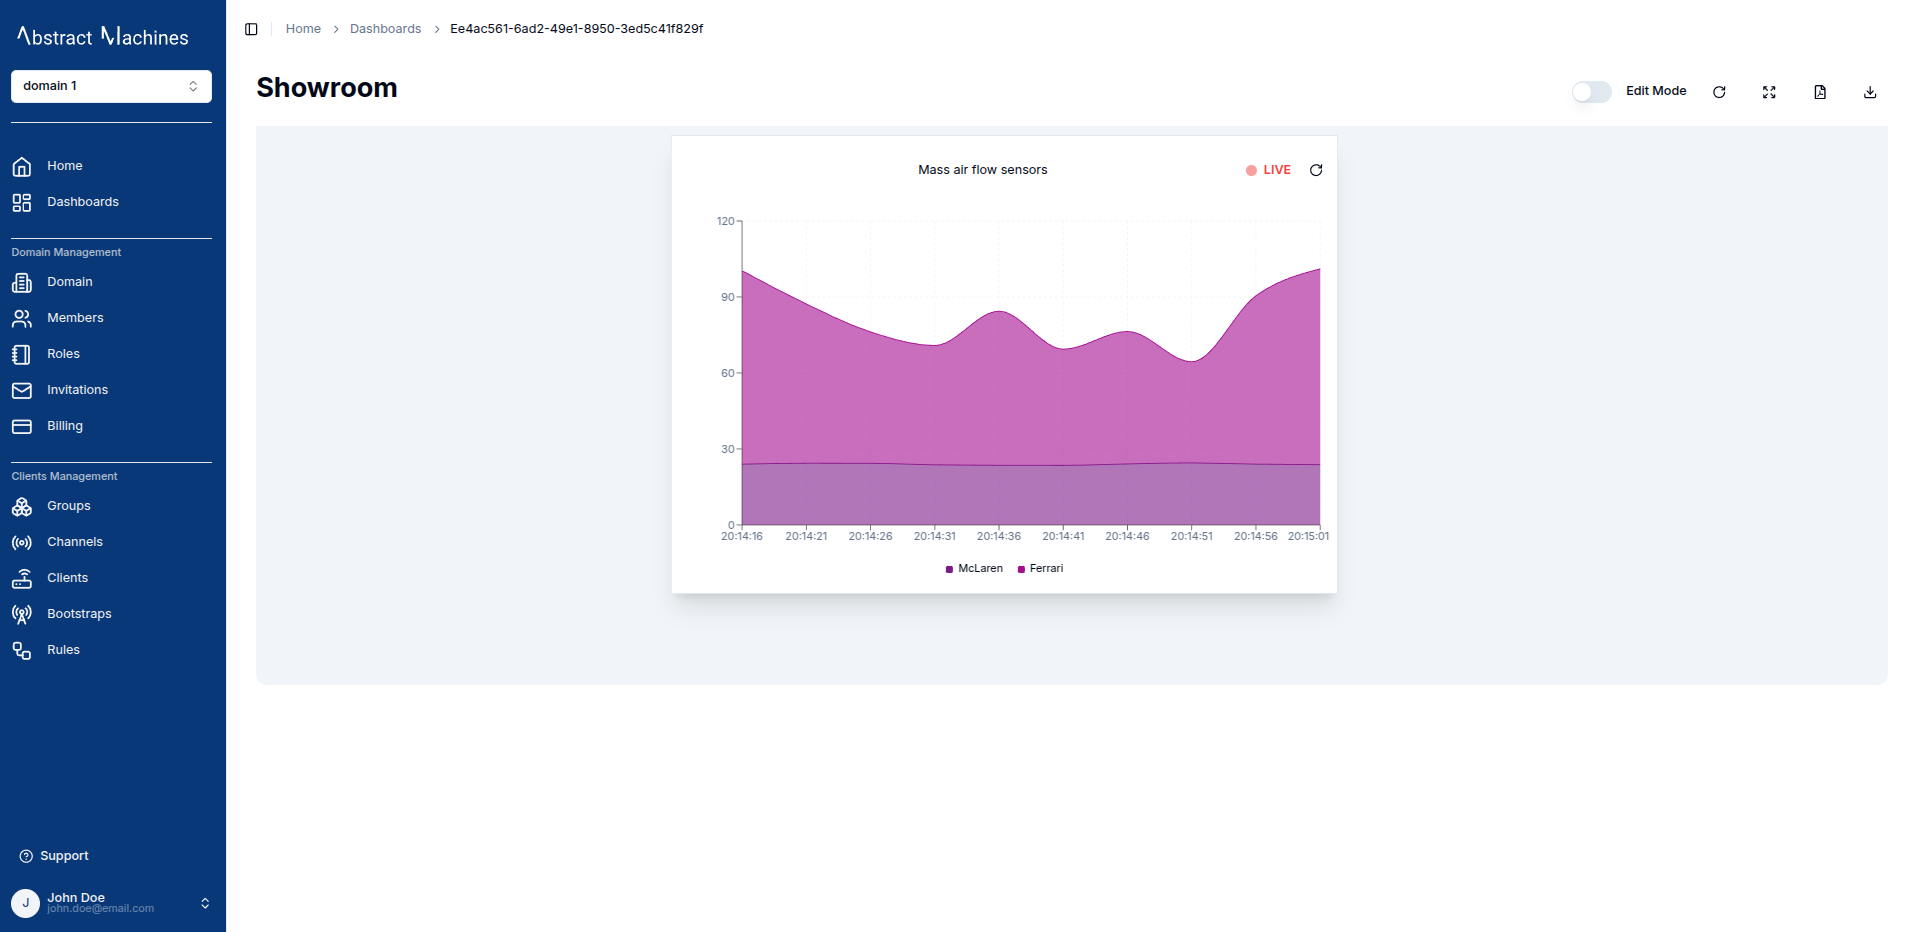 Abstract Machines
domain 1
Home
Dashboards
Domain Management
Domain
Members
Roles
Invitations
Billing
Clients Management
Groups
Channels
Clients
Bootstraps
Rules
Support
J
John Doe
john.doe@email.com
Home > Dashboards > Ee4ac561-6ad2-49e1-8950-3ed5c41f829f
Showroom
Edit Mode
Mass air flow sensors
LIVE
120
90
60
30
0
20:14:16 20:14:21 20:14:26 20:14:31 20:14:36 20:14:41 20:14:46 20:14:51 20:14:56 20:15:01
McLaren Ferrari